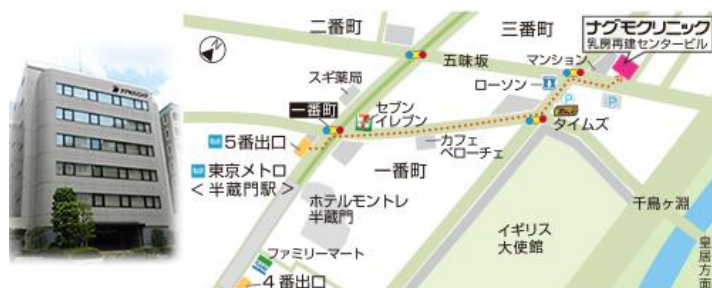 二番町
三番町
ナグモクリニック
乳房再建センタービル
五味坂
マンション
スギ薬局
ローソン
一番町
セブン
イレブン
P
P
タイムズ
5番出口
カフェ
ベローチェ
東京メトロ
<半蔵門駅>
一番町
ホテルモントレ
半蔵門
千鳥ヶ淵
イギリス
大使館
皇居方面
ファミリーマート
4番出口